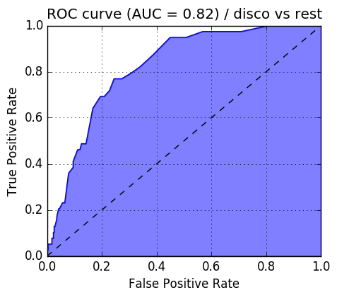 ROC curve (AUC = 0.82) / disco vs rest
True Positive Rate
1.0
0.8
0.6
0.4
0.2
0.0
0.0 0.2 0.4 0.6 0.8 1.0
False Positive Rate